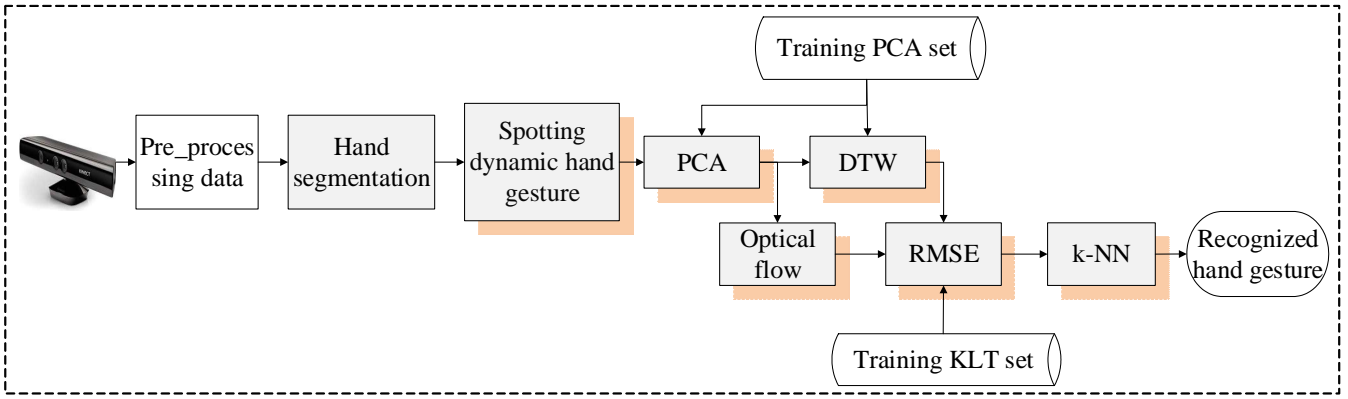 Training PCA set
Pre_proces
sing data
Hand
segmentation
Spotting
dynamic hand
gesture
PCA
DTW
Optical
flow
RMSE
k-NN
Recognized
hand gesture
Training KLT set